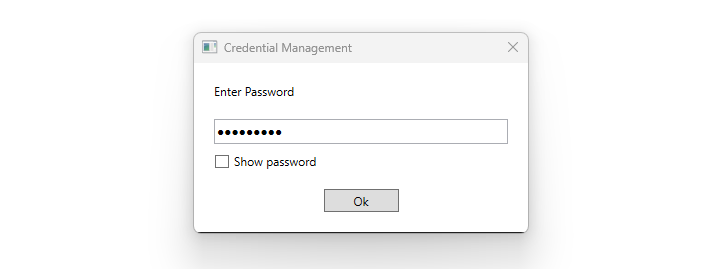 Credential Management
Enter Password
●●●●●●●●●
Show password
Ok